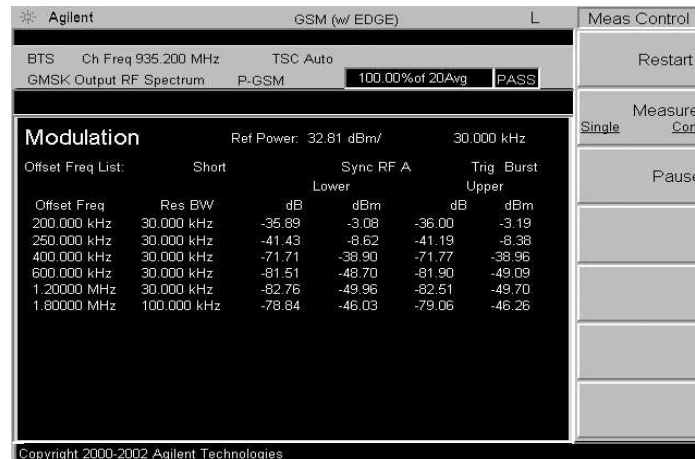 Agilent GSM (w/ EDGE) L Meas Control
BTS Ch Freq 935.200 MHz TSC Auto
GMSK Output RF Spectrum P-GSM 100.00%of 20Avg PASS
Restart
Measure
Single
Pause
Modulation Ref Power: 32.81 dBm/ 30.000 kHz
Offset Freq List: Short Sync RF A Trig Burst
Lower Upper
Offset Freq Res BW dB dBm dB dBm
200.000 kHz 30.000 kHz -35.89 -3.08 -36.00 -3.19
250.000 kHz 30.000 kHz -41.43 -8.62 -41.19 -8.38
400.000 kHz 30.000 kHz -71.71 -38.90 -71.77 -38.96
600.000 kHz 30.000 kHz -81.51 -48.70 -81.90 -49.09
1.20000 MHz 30.000 kHz -82.76 -49.96 -82.51 -49.70
1.80000 MHz 100.000 kHz -78.84 -46.03 -79.06 -46.26
Copyright 2000-2002 Agilent Technologies